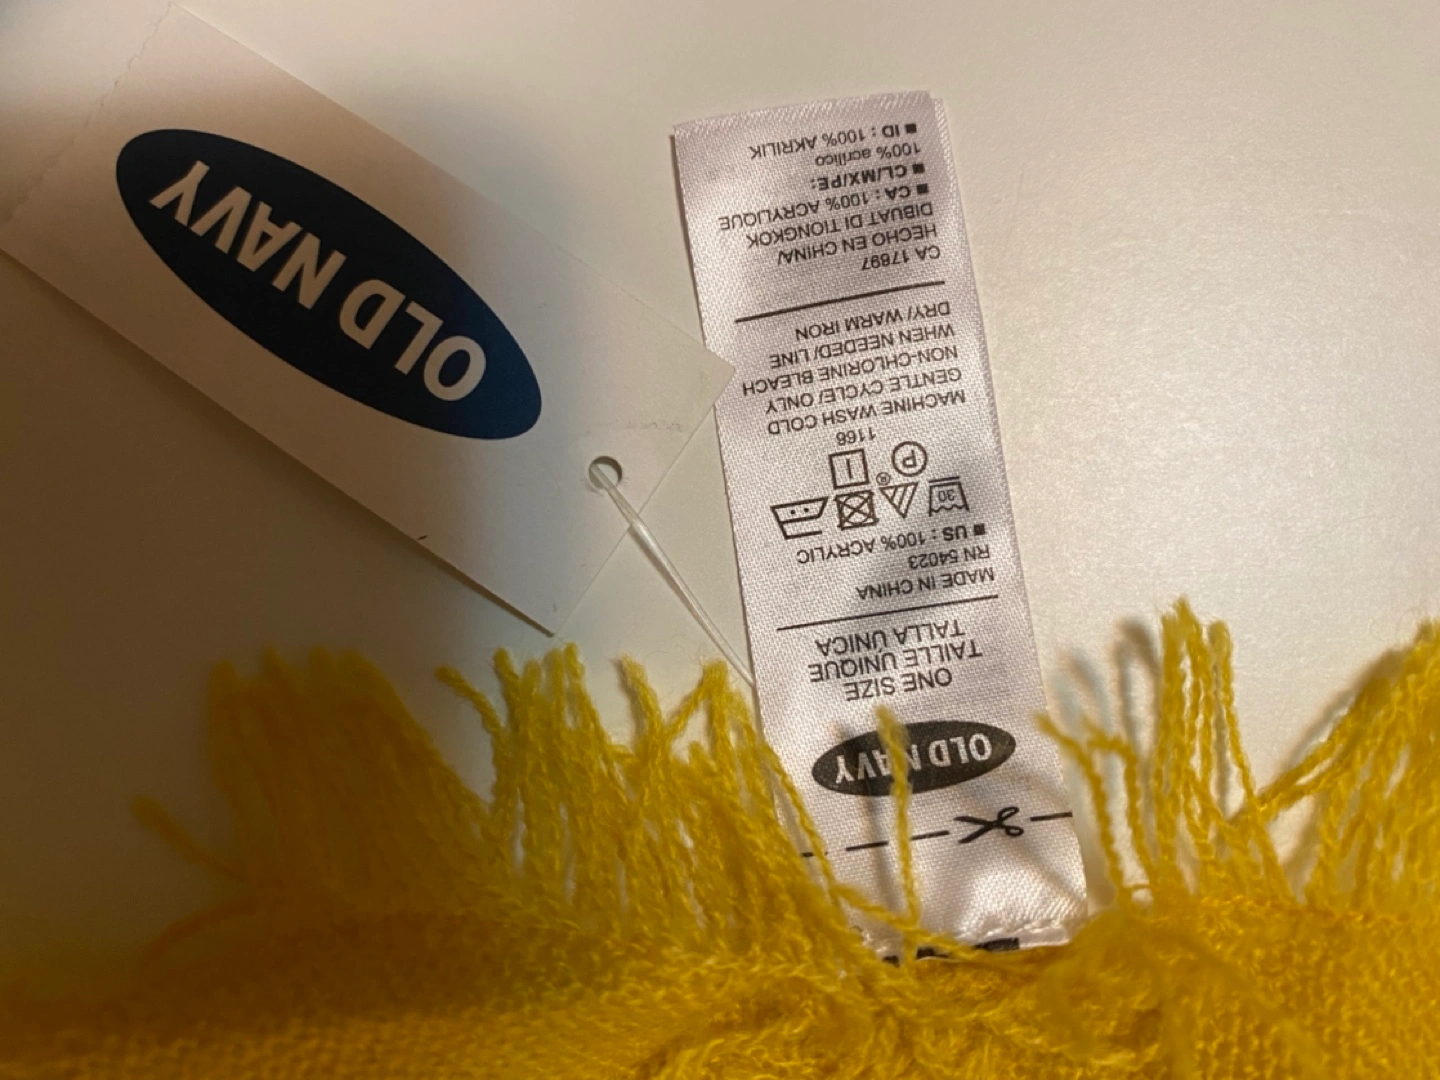 OLD NAVY
OLD NAVY
ONE SIZE
TAILLE UNIQUE
TALLA ÚNICA
MADE IN CHINA
RN 54023
■ US : 100% ACRYLIC
30
®
P
1166
MACHINE WASH COLD
GENTLE CYCLE/ ONLY
NON-CHLORINE BLEACH
WHEN NEEDED/ LINE
DRY/ WARM IRON
CA 17897
HECHO EN CHINA/
DIBUAT DI TIONGKOK
■ CA : 100% ACRYLIQUE
■ CL/MX/PE:
100% acrílico
■ ID : 100% AKRILIK